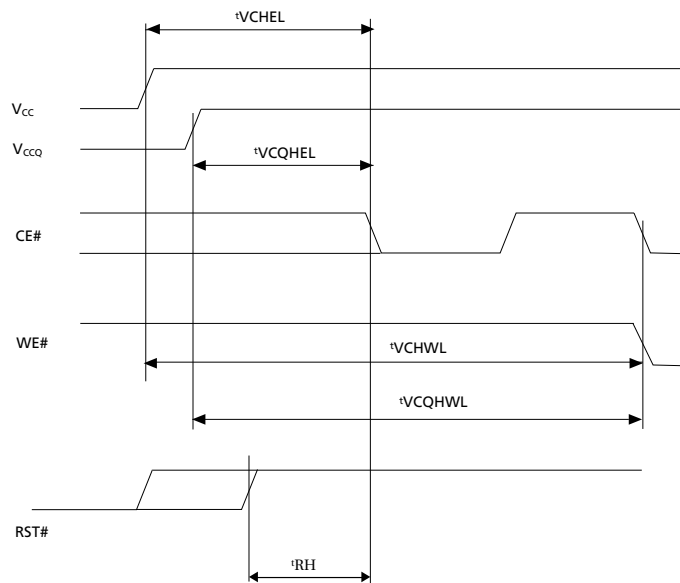 tVCHEL
VCC
VCCQ
tVCQHEL
CE#
WE#
tVCHWL
tVCQHWL
RST#
tRH